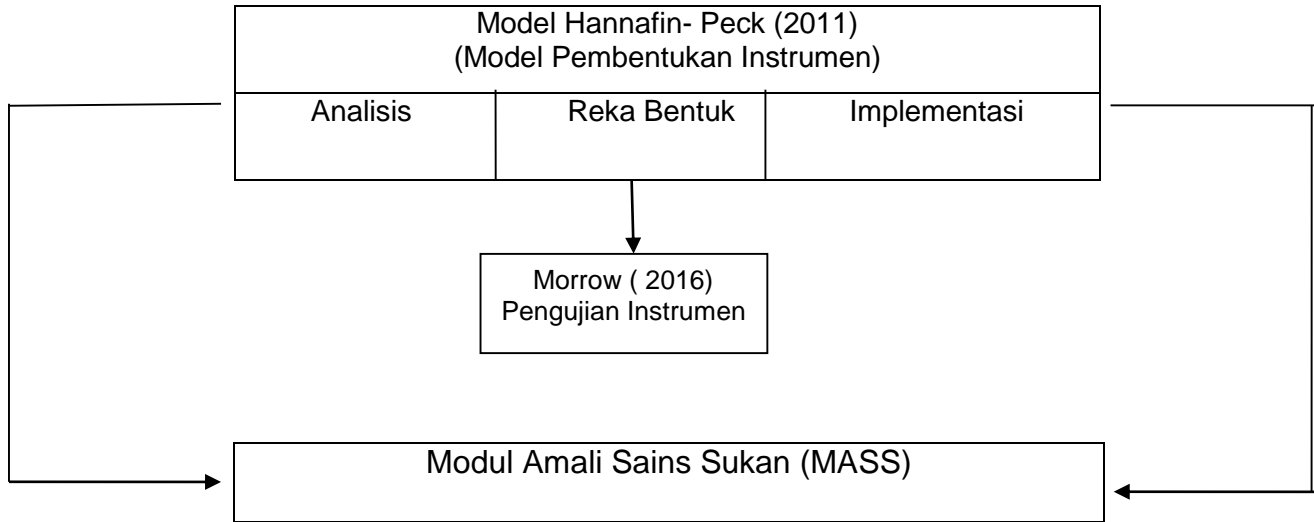 Model Hannafin- Peck (2011)
(Model Pembentukan Instrumen)
Analisis
Reka Bentuk
Implementasi
Morrow ( 2016)
Pengujian Instrumen
Modul Amali Sains Sukan (MASS)